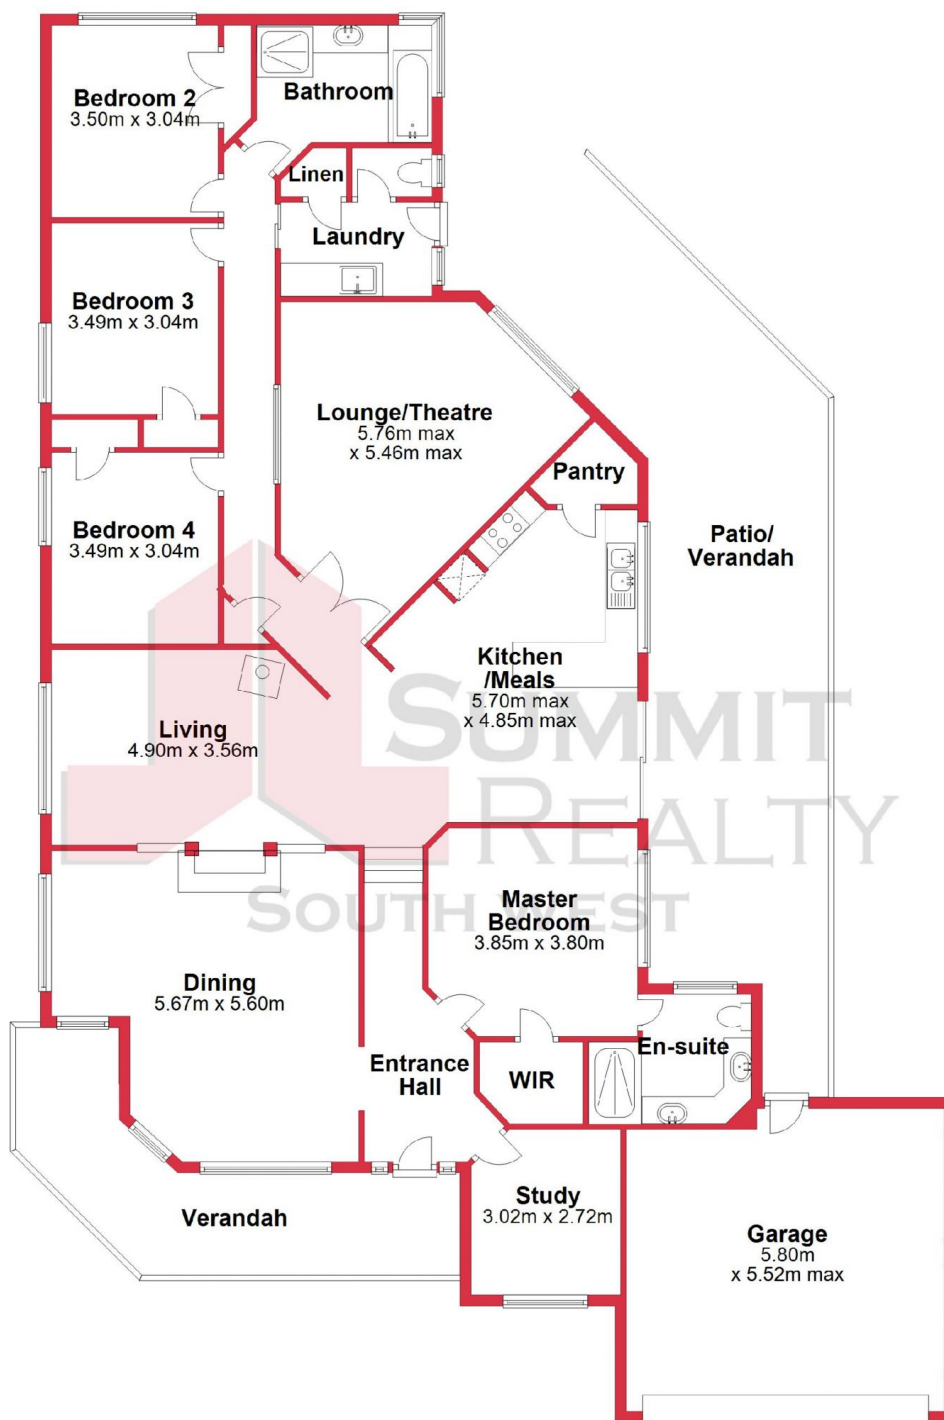 Bedroom 2
3.50m x 3.04m
Bathroom
Linen
Laundry
Bedroom 3
3.49m x 3.04m
Lounge/Theatre
5.76m max
x 5.46m max
Pantry
Bedroom 4
3.49m x 3.04m
Patio/
Verandah
Kitchen
/Meals
5.70m max
x 4.85m max
Living
4.90m x 3.56m
SUMMIT
REALTY
SOUTH WEST
Master
Bedroom
3.85m x 3.80m
Dining
5.67m x 5.60m
En-suite
Entrance
Hall
WIR
Study
3.02m x 2.72m
Verandah
Garage
5.80m
x 5.52m max